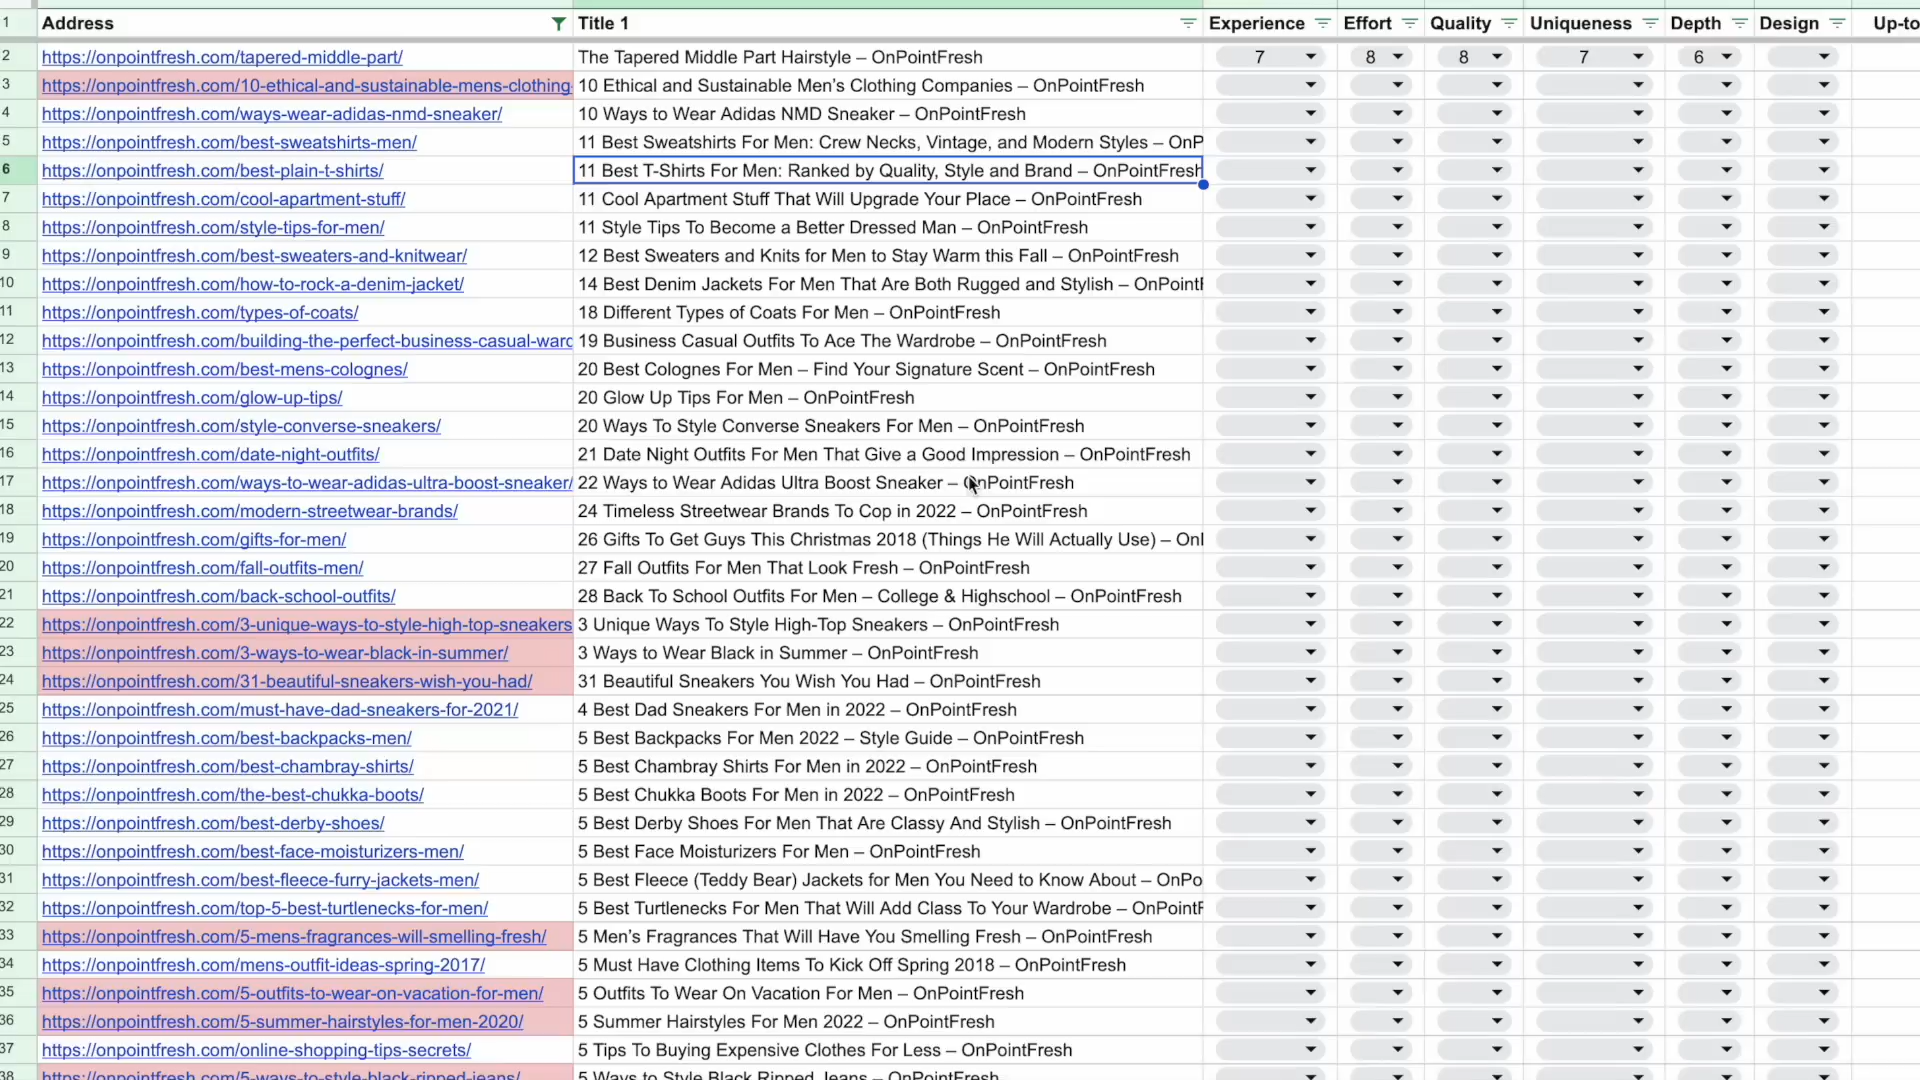 1 Address Title 1 Experience Effort Quality Uniqueness Depth Design Up-to
2 https://onpointfresh.com/tapered-middle-part/ The Tapered Middle Part Hairstyle – OnPointFresh 7 8 8 7 6
3 https://onpointfresh.com/10-ethical-and-sustainable-mens-clothing- 10 Ethical and Sustainable Men’s Clothing Companies – OnPointFresh
4 https://onpointfresh.com/ways-wear-adidas-nmd-sneaker/ 10 Ways to Wear Adidas NMD Sneaker – OnPointFresh
5 https://onpointfresh.com/best-sweatshirts-men/ 11 Best Sweatshirts For Men: Crew Necks, Vintage, and Modern Styles – OnP
6 https://onpointfresh.com/best-plain-t-shirts/ 11 Best T-Shirts For Men: Ranked by Quality, Style and Brand – OnPointFresh
7 https://onpointfresh.com/cool-apartment-stuff/ 11 Cool Apartment Stuff That Will Upgrade Your Place – OnPointFresh
8 https://onpointfresh.com/style-tips-for-men/ 11 Style Tips To Become a Better Dressed Man – OnPointFresh
9 https://onpointfresh.com/best-sweaters-and-knitwear/ 12 Best Sweaters and Knits for Men to Stay Warm this Fall – OnPointFresh
10 https://onpointfresh.com/how-to-rock-a-denim-jacket/ 14 Best Denim Jackets For Men That Are Both Rugged and Stylish – OnPointF
11 https://onpointfresh.com/types-of-coats/ 18 Different Types of Coats For Men – OnPointFresh
12 https://onpointfresh.com/building-the-perfect-business-casual-ward 19 Business Casual Outfits To Ace The Wardrobe – OnPointFresh
13 https://onpointfresh.com/best-mens-colognes/ 20 Best Colognes For Men – Find Your Signature Scent – OnPointFresh
14 https://onpointfresh.com/glow-up-tips/ 20 Glow Up Tips For Men – OnPointFresh
15 https://onpointfresh.com/style-converse-sneakers/ 20 Ways To Style Converse Sneakers For Men – OnPointFresh
16 https://onpointfresh.com/date-night-outfits/ 21 Date Night Outfits For Men That Give a Good Impression – OnPointFresh
17 https://onpointfresh.com/ways-to-wear-adidas-ultra-boost-sneaker/ 22 Ways to Wear Adidas Ultra Boost Sneaker – OnPointFresh
18 https://onpointfresh.com/modern-streetwear-brands/ 24 Timeless Streetwear Brands To Cop in 2022 – OnPointFresh
19 https://onpointfresh.com/gifts-for-men/ 26 Gifts To Get Guys This Christmas 2018 (Things He Will Actually Use) – Onl
20 https://onpointfresh.com/fall-outfits-men/ 27 Fall Outfits For Men That Look Fresh – OnPointFresh
21 https://onpointfresh.com/back-school-outfits/ 28 Back To School Outfits For Men – College & Highschool – OnPointFresh
22 https://onpointfresh.com/3-unique-ways-to-style-high-top-sneakers 3 Unique Ways To Style High-Top Sneakers – OnPointFresh
23 https://onpointfresh.com/3-ways-to-wear-black-in-summer/ 3 Ways to Wear Black in Summer – OnPointFresh
24 https://onpointfresh.com/31-beautiful-sneakers-wish-you-had/ 31 Beautiful Sneakers You Wish You Had – OnPointFresh
25 https://onpointfresh.com/must-have-dad-sneakers-for-2021/ 4 Best Dad Sneakers For Men in 2022 – OnPointFresh
26 https://onpointfresh.com/best-backpacks-men/ 5 Best Backpacks For Men 2022 – Style Guide – OnPointFresh
27 https://onpointfresh.com/best-chambray-shirts/ 5 Best Chambray Shirts For Men in 2022 – OnPointFresh
28 https://onpointfresh.com/the-best-chukka-boots/ 5 Best Chukka Boots For Men in 2022 – OnPointFresh
29 https://onpointfresh.com/best-derby-shoes/ 5 Best Derby Shoes For Men That Are Classy And Stylish – OnPointFresh
30 https://onpointfresh.com/best-face-moisturizers-men/ 5 Best Face Moisturizers For Men – OnPointFresh
31 https://onpointfresh.com/best-fleece-furry-jackets-men/ 5 Best Fleece (Teddy Bear) Jackets for Men You Need to Know About – OnPo
32 https://onpointfresh.com/top-5-best-turtlenecks-for-men/ 5 Best Turtlenecks For Men That Will Add Class To Your Wardrobe – OnPointF
33 https://onpointfresh.com/5-mens-fragrances-will-smelling-fresh/ 5 Men’s Fragrances That Will Have You Smelling Fresh – OnPointFresh
34 https://onpointfresh.com/mens-outfit-ideas-spring-2017/ 5 Must Have Clothing Items To Kick Off Spring 2018 – OnPointFresh
35 https://onpointfresh.com/5-outfits-to-wear-on-vacation-for-men/ 5 Outfits To Wear On Vacation For Men – OnPointFresh
36 https://onpointfresh.com/5-summer-hairstyles-for-men-2020/ 5 Summer Hairstyles For Men 2022 – OnPointFresh
37 https://onpointfresh.com/online-shopping-tips-secrets/ 5 Tips To Buying Expensive Clothes For Less – OnPointFresh
38 https://onpointfresh.com/5-ways-to-style-black-ripped-jeans/ 5 Ways to Style Black Ripped Jeans – OnPointFresh